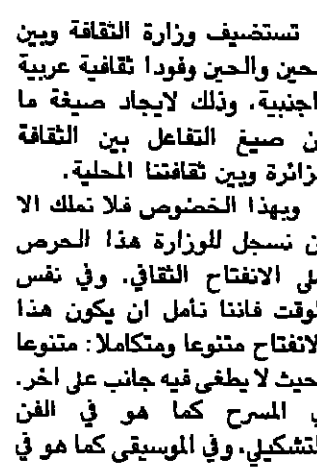 تستضيف وزارة الثقافة وبين
لحين والحين وفودا ثقافية عربية
اجنبية، وذلك لايجاد صيغة ما
ن صيغ التفاعل بين الثقافة
زائرة وبين ثقافتنا المحلية.
وبهذا الخصوص فلا نملك الا
ن نسجل للوزارة هذا الحرص
لى الانفتاح الثقافي. وفي نفس
لوقت فاننا نأمل ان يكون هذا
لانفتاح متنوعا ومتكاملا: متنوعا
حيث لا يطغى فيه جانب على اخر.
ي المسرح كما هو في الفن
لتشكيلي. وفي الموسيقى كما هو في